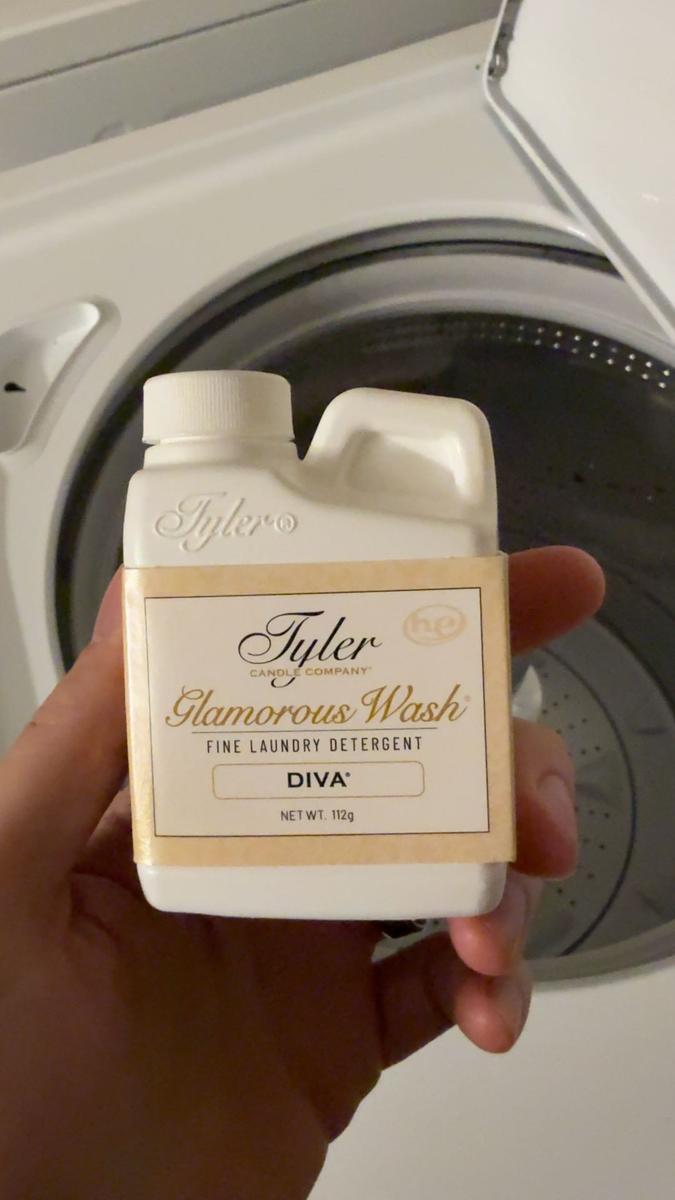 Tyler®
he
Tyler
CANDLE COMPANY®
Glamorous Wash®
FINE LAUNDRY DETERGENT
DIVA®
NET WT. 112g